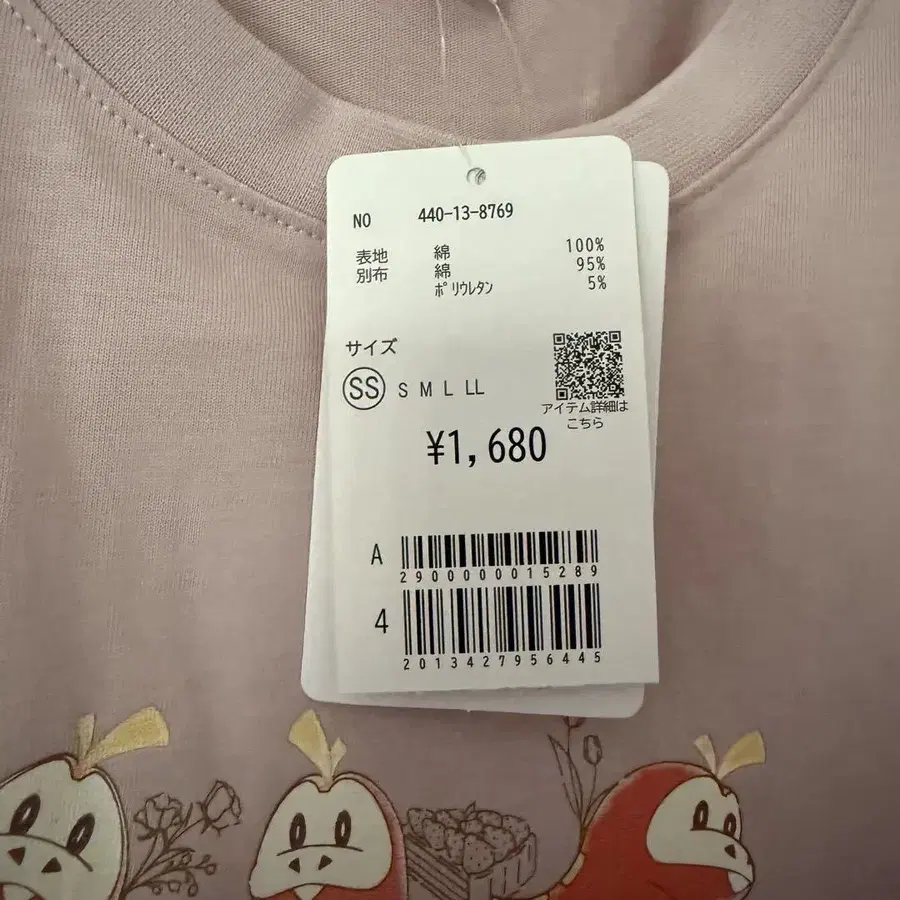 NO 440-13-8769
表地 綿 100%
別布 綿 95%
ﾎﾟﾘｳﾚﾀﾝ 5%
サイズ
SS S M L LL
アイテム詳細は
こちら
¥1,680
A
2900000015289
4
2013427956445